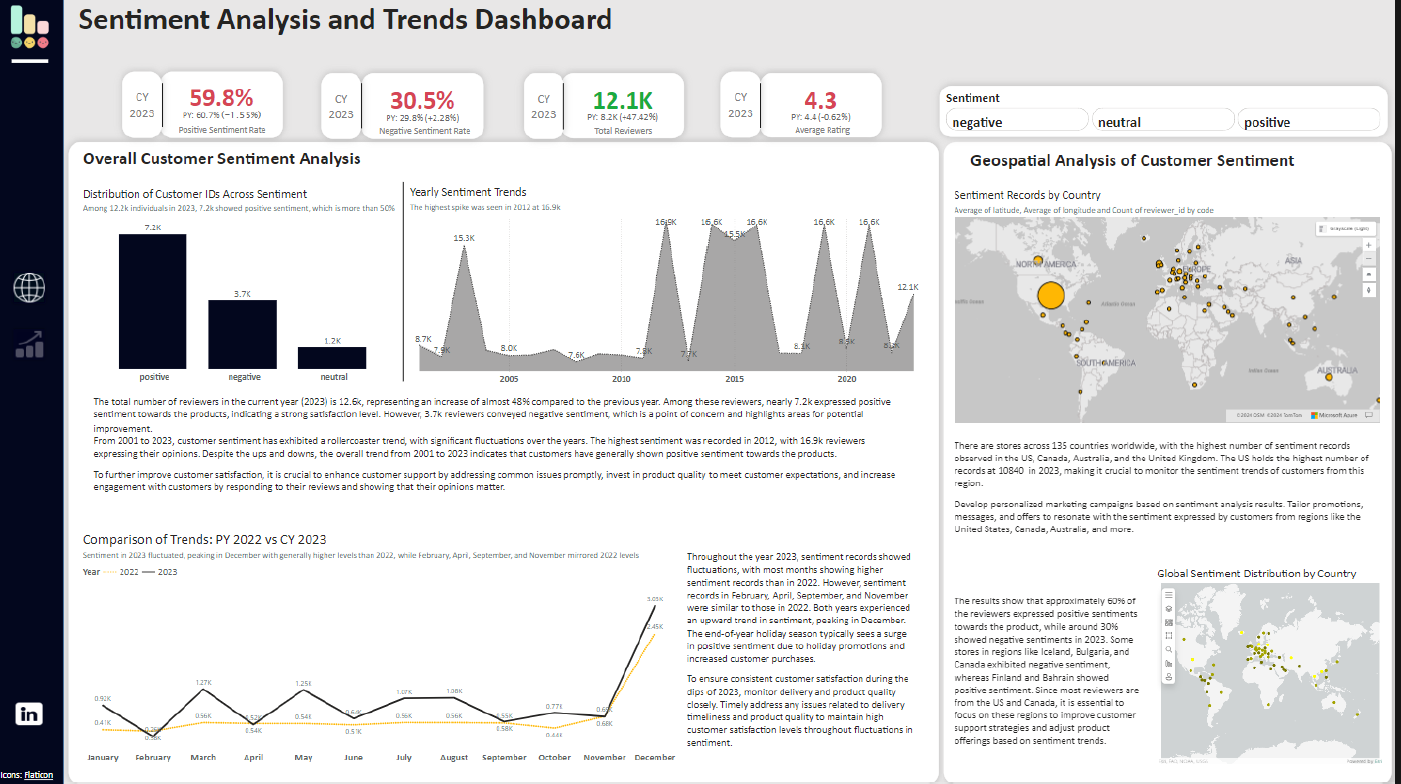 Sentiment Analysis and Trends Dashboard
CY
2023
59.8%
PY: 60.7% (−1.55%)
Positive Sentiment Rate
CY
2023
30.5%
PY: 29.8% (+2.28%)
Negative Sentiment Rate
CY
2023
12.1K
PY: 8.2K (+47.42%)
Total Reviewers
CY
2023
4.3
PY: 4.4 (-0.62%)
Average Rating
Sentiment
negative
neutral
positive
Overall Customer Sentiment Analysis
Distribution of Customer IDs Across Sentiment
Among 12.2k individuals in 2023, 7.2k showed positive sentiment, which is more than 50%
7.2K
3.7K
1.2K
positive
negative
neutral
Yearly Sentiment Trends
The highest spike was seen in 2012 at 16.9k
16.9K
16.6K
16.6K
16.6K
16.6K
15.3K
15.5K
12.1K
8.7K
7.9K
8.0K
7.6K
2005
2010
2015
2020
The total number of reviewers in the current year (2023) is 12.6k, representing an increase of almost 48% compared to the previous year. Among these reviewers, nearly 7.2k expressed positive
sentiment towards the products, indicating a strong satisfaction level. However, 3.7k reviewers conveyed negative sentiment, which is a point of concern and highlights areas for potential
improvement.
From 2001 to 2023, customer sentiment has exhibited a rollercoaster trend, with significant fluctuations over the years. The highest sentiment was recorded in 2012, with 16.9k reviewers
expressing their opinions. Despite the ups and downs, the overall trend from 2001 to 2023 indicates that customers have generally shown positive sentiment towards the products.
To further improve customer satisfaction, it is crucial to enhance customer support by addressing common issues promptly, invest in product quality to meet customer expectations, and increase
engagement with customers by responding to their reviews and showing that their opinions matter.
Comparison of Trends: PY 2022 vs CY 2023
Sentiment in 2023 fluctuated, peaking in December with generally higher levels than 2022, while February, April, September, and November mirrored 2022 levels
Year
2022
2023
3.03K
2.45K
0.92K
0.41K
1.27K
0.56K
0.54K
1.25K
0.54K
0.51K
1.07K
0.56K
1.08K
0.56K
0.55K
0.58K
0.77K
0.44K
0.68K
January
February
March
April
May
June
July
August
September
October
November
December
Throughout the year 2023, sentiment records showed
fluctuations, with most months showing higher
sentiment records than in 2022. However, sentiment
records in February, April, September, and November
were similar to those in 2022. Both years experienced
an upward trend in sentiment, peaking in December.
The end-of-year holiday season typically sees a surge
in positive sentiment due to holiday promotions and
increased customer purchases.
To ensure consistent customer satisfaction during the
dips of 2023, monitor delivery and product quality
closely. Timely address any issues related to delivery
timeliness and product quality to maintain high
customer satisfaction levels throughout fluctuations in
sentiment.
Geospatial Analysis of Customer Sentiment
Sentiment Records by Country
Average of latitude, Average of longitude and Count of reviewer_id by code
Grayscale (Light)
NORTH AMERICA
EUROPE
ASIA
Atlantic Ocean
SOUTH AMERICA
Indian Ocean
AUSTRALIA
©2024 OSM ©2024 TomTom
Microsoft Azure
There are stores across 135 countries worldwide, with the highest number of sentiment records
observed in the US, Canada, Australia, and the United Kingdom. The US holds the highest number of
records at 10840 in 2023, making it crucial to monitor the sentiment trends of customers from this
region.
Develop personalized marketing campaigns based on sentiment analysis results. Tailor promotions,
messages, and offers to resonate with the sentiment expressed by customers from regions like the
United States, Canada, Australia, and more.
Global Sentiment Distribution by Country
The results show that approximately 60% of
the reviewers expressed positive sentiments
towards the product, while around 30%
showed negative sentiments in 2023. Some
stores in regions like Iceland, Bulgaria, and
Canada exhibited negative sentiment,
whereas Finland and Bahrain showed
positive sentiment. Since most reviewers are
from the US and Canada, it is essential to
focus on these regions to improve customer
support strategies and adjust product
offerings based on sentiment trends.
Powered by Esri
in
Icons: Flaticon